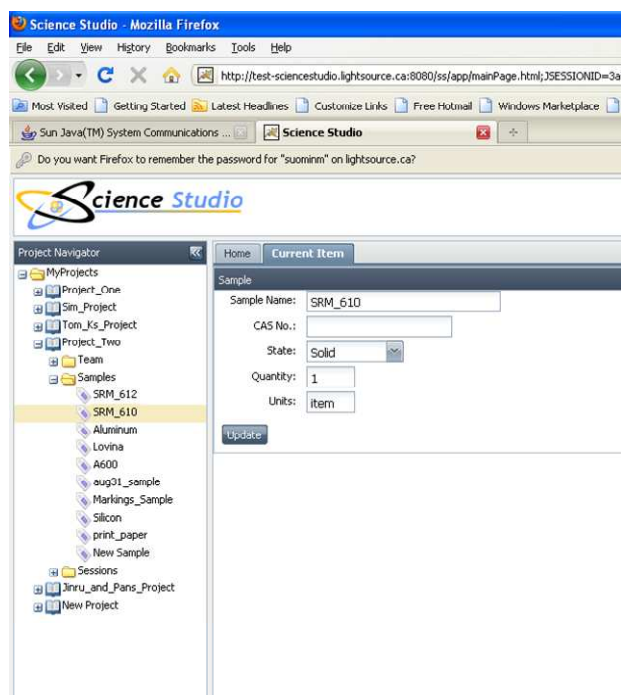 Science Studio - Mozilla Firefox
File Edit View History Bookmarks Tools Help
http://test-sciencestudio.lightsource.ca:8080/ss/app/mainPage.html;JSESSIONID=3a
Most Visited Getting Started Latest Headlines Customize Links Free Hotmail Windows Marketplace
Sun Java(TM) System Communications ... Science Studio
Do you want Firefox to remember the password for "suominm" on lightsource.ca?
Science Studio
Project Navigator
MyProjects
Project_One
Sim_Project
Tom_Ks_Project
Project_Two
Team
Samples
SRM_612
SRM_610
Aluminum
Lovina
A600
aug31_sample
Markings_Sample
Silicon
print_paper
New Sample
Sessions
Jinru_and_Pans_Project
New Project
Home Current Item
Sample
Sample Name: SRM_610
CAS No.:
State: Solid
Quantity: 1
Units: item
Update